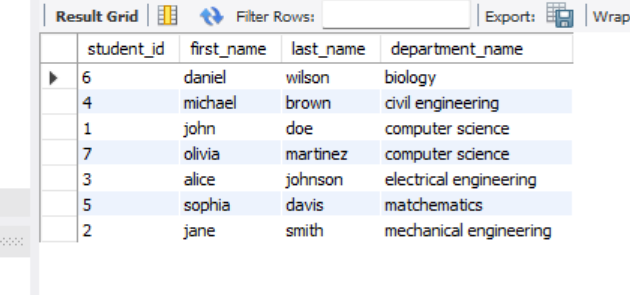 Result Grid Filter Rows: Export: Wrap
student_id first_name last_name department_name
6 daniel wilson biology
4 michael brown civil engineering
1 john doe computer science
7 olivia martinez computer science
3 alice johnson electrical engineering
5 sophia davis matchematics
2 jane smith mechanical engineering